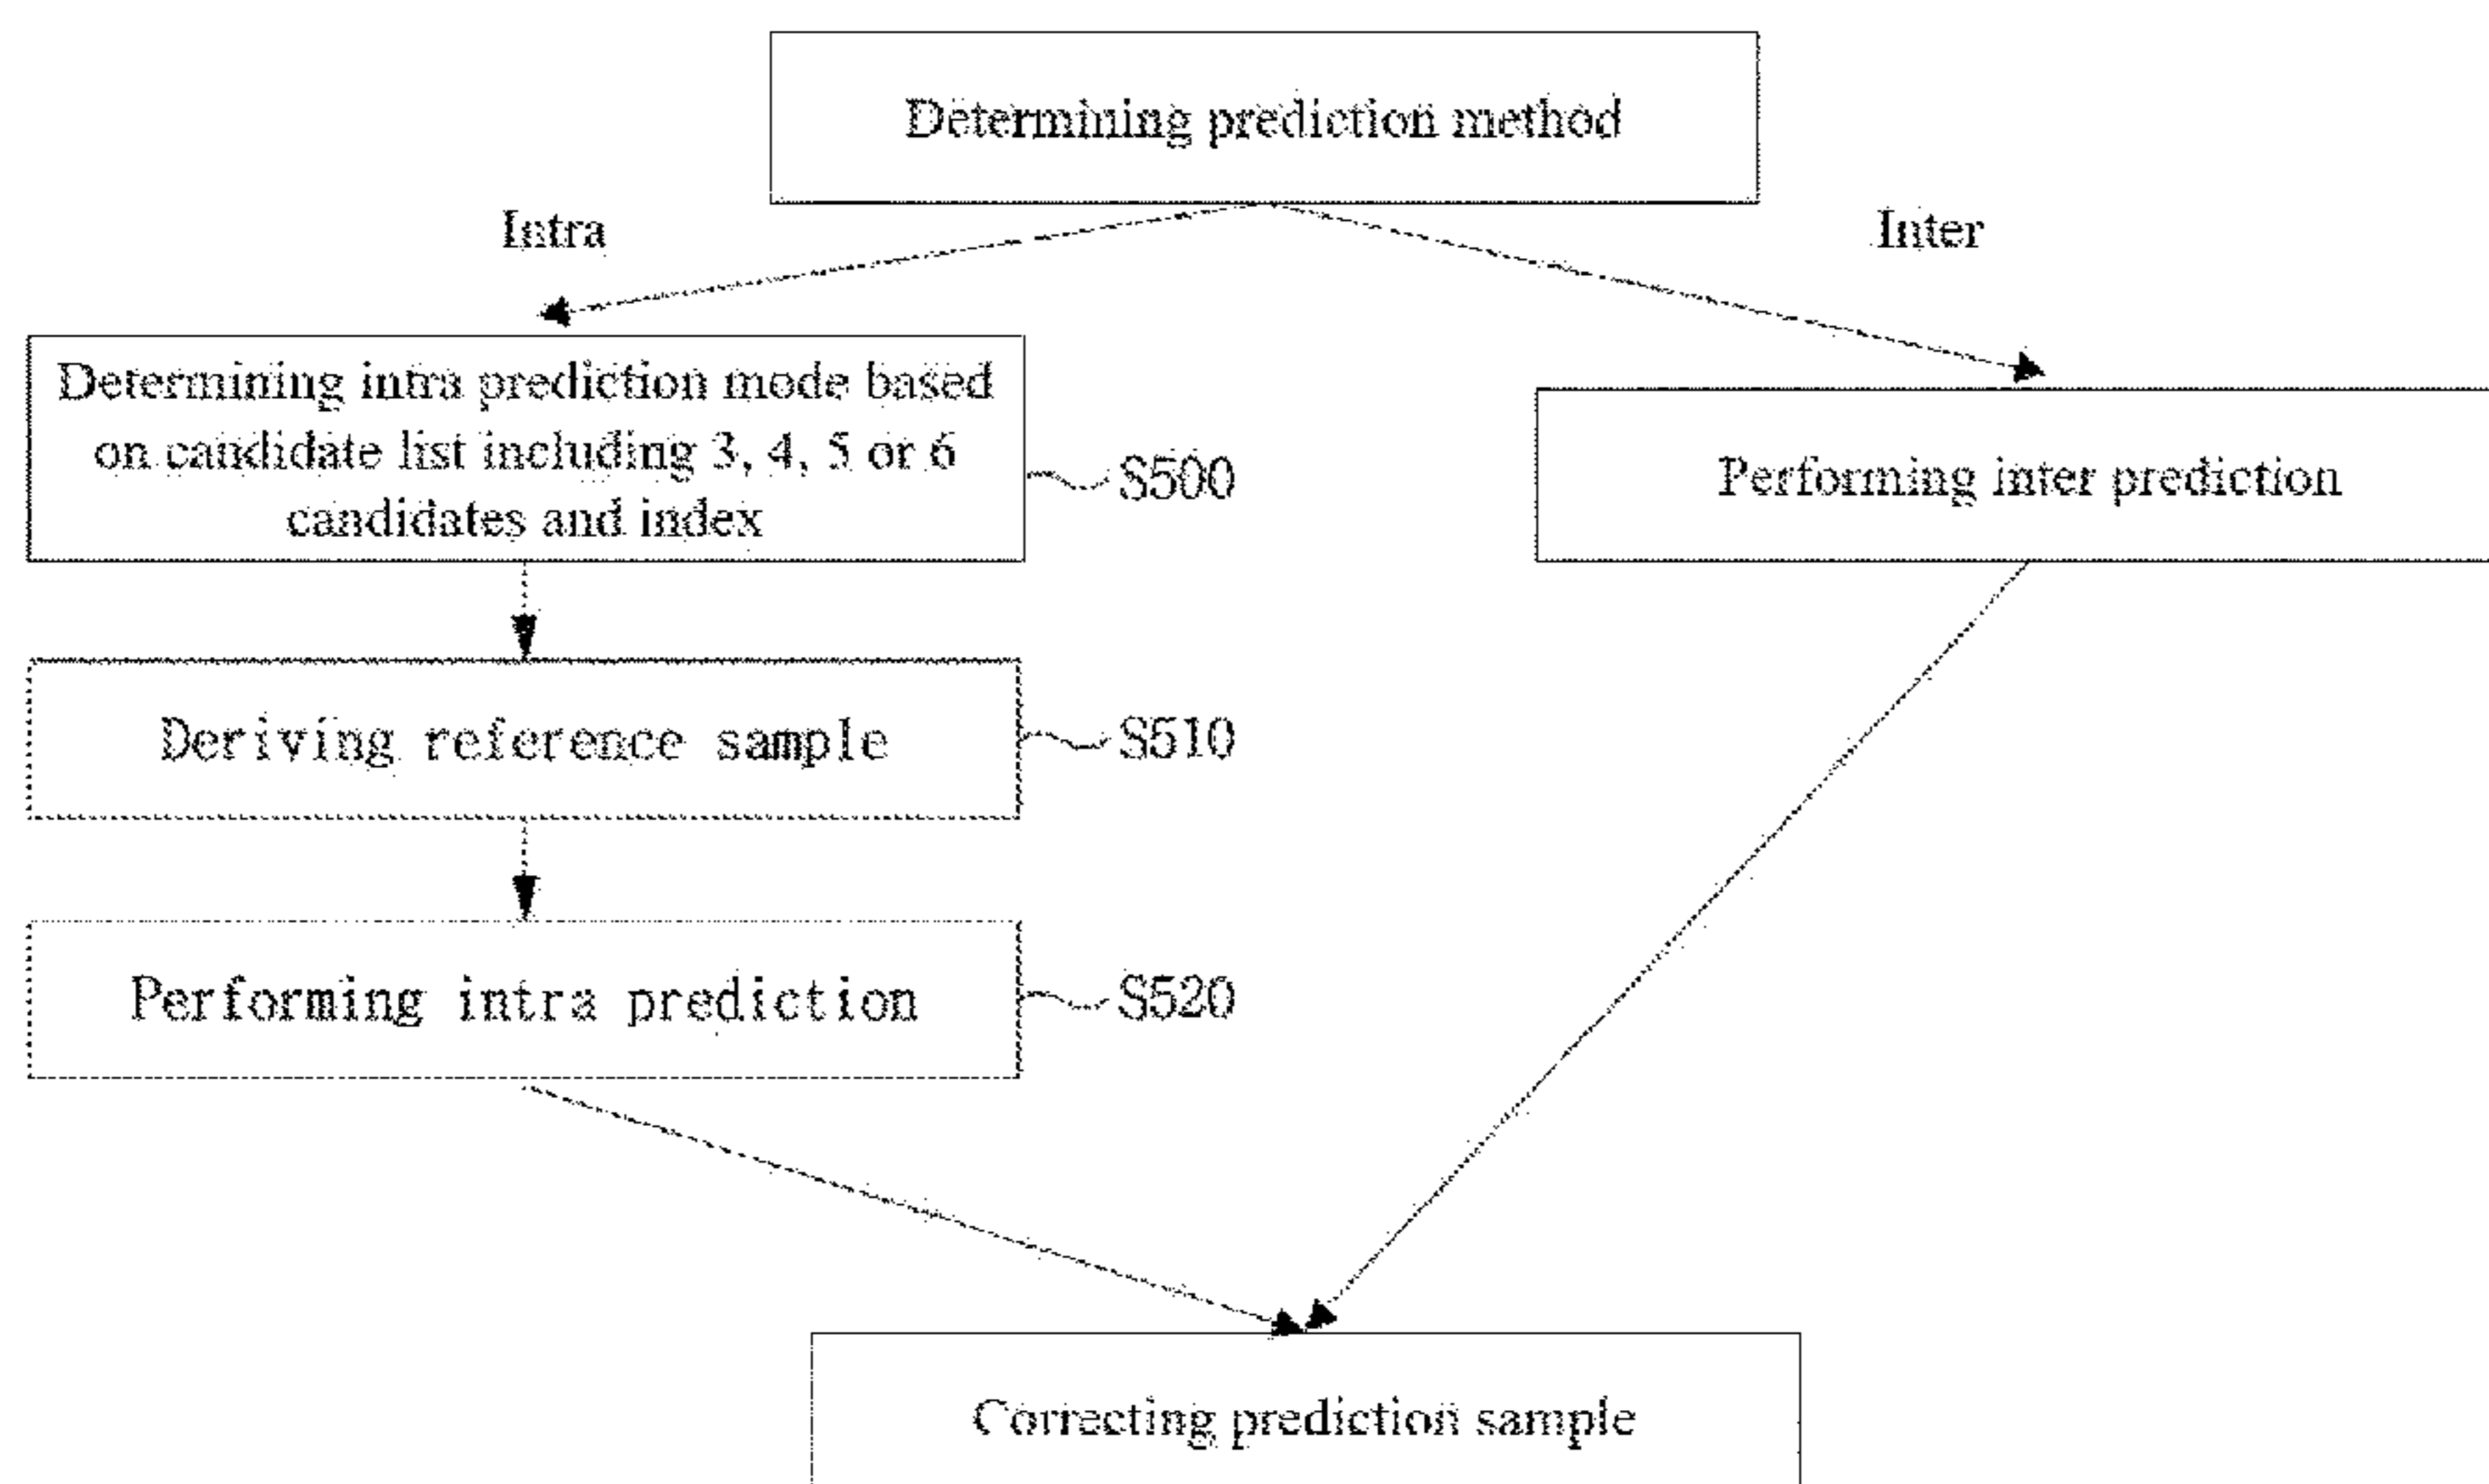 Determining prediction method
Intra
Inter
Determining intra prediction mode based
on candidate list including 3, 4, 5 or 6
candidates and index
S500
Performing inter prediction
Deriving reference sample
S510
Performing intra prediction
S520
Correcting prediction sample